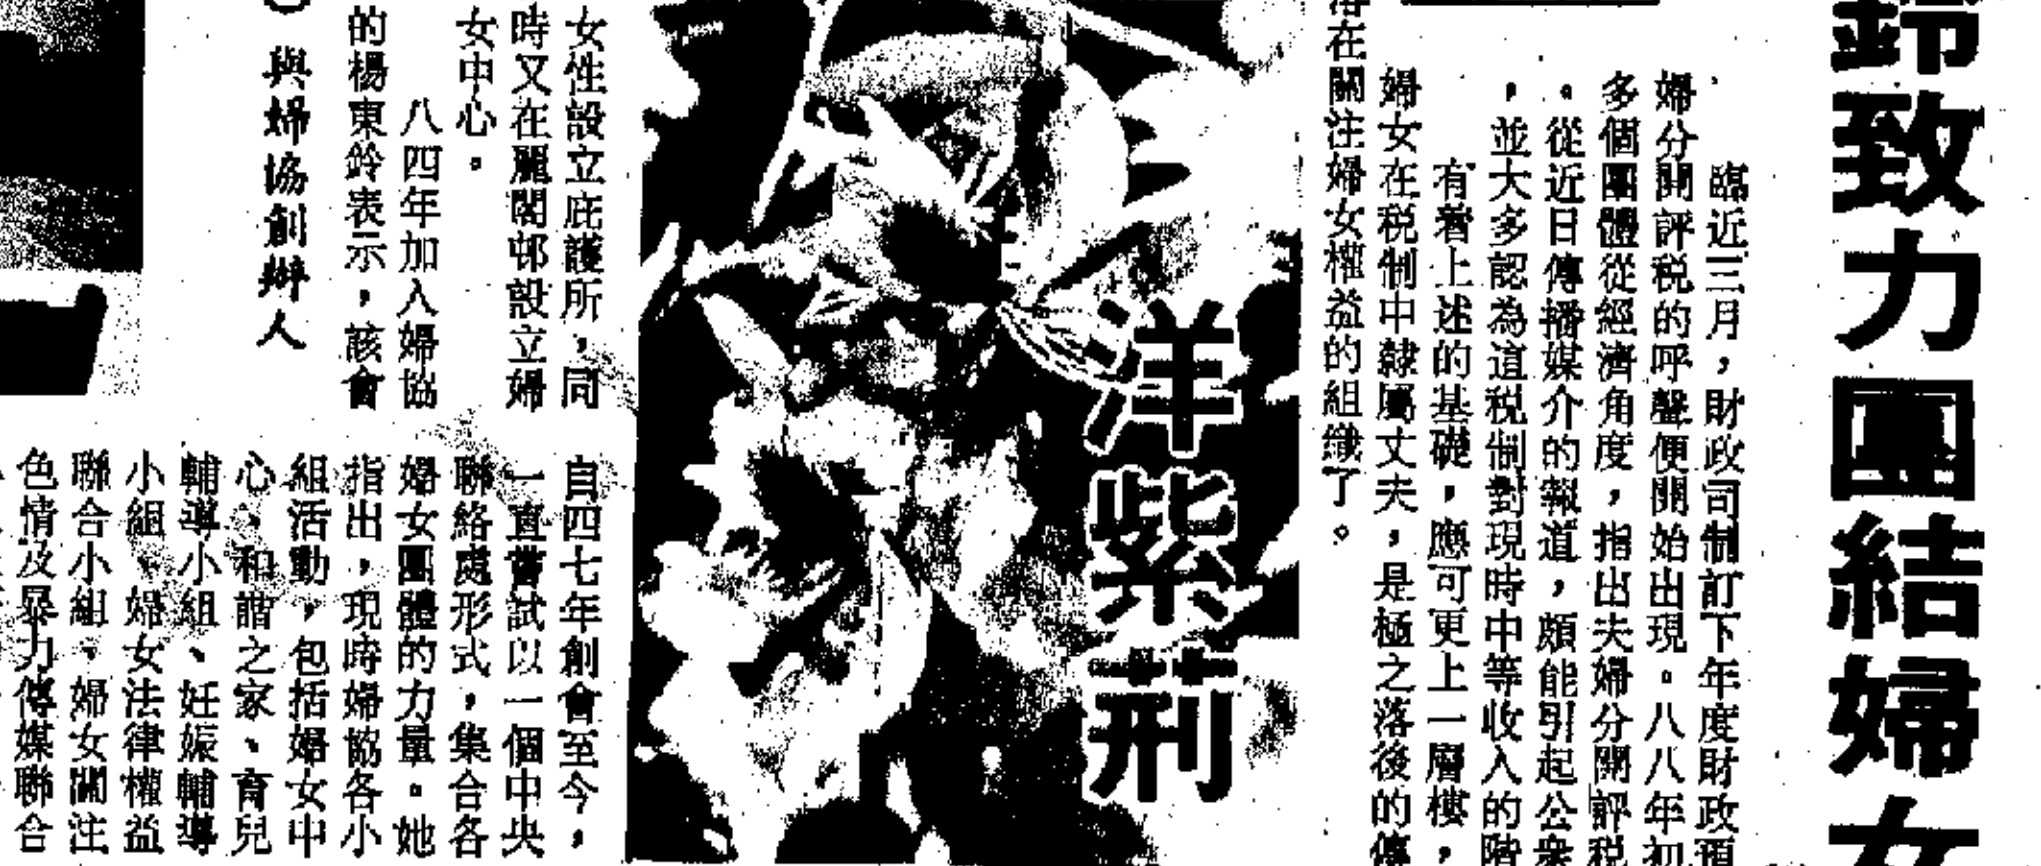 鈴致力團結婦女
臨近三月，財政司制訂下年度財政預
婦分開評税的呼聲便開始出現。八八年初
多個團體從經濟角度，指出夫婦分開評税
。從近日傳播媒介的報道，頗能引起公衆
，並大多認為這税制對現時中等收入的階
有着上述的基礎，應可更上一層樓，
婦女在税制中隸屬丈夫，是極之落後的傳
落在關注婦女權益的組織了。
洋紫荊
女性設立庇護所，同
時又在麗閣邨設立婦
女中心。
八四年加入婦協
的楊東鈴表示，該會
與婦協創辦人
自四七年創會至今，
一直嘗試以一個中央
聯絡處形式，集合各
婦女團體的力量。她
指出，現時婦協各小
組活動，包括婦女中
心、和諧之家、育兒
輔導小組、妊娠輔導
小組、婦女法律權益
聯合小組、婦女關注
色情及暴力傳媒聯合